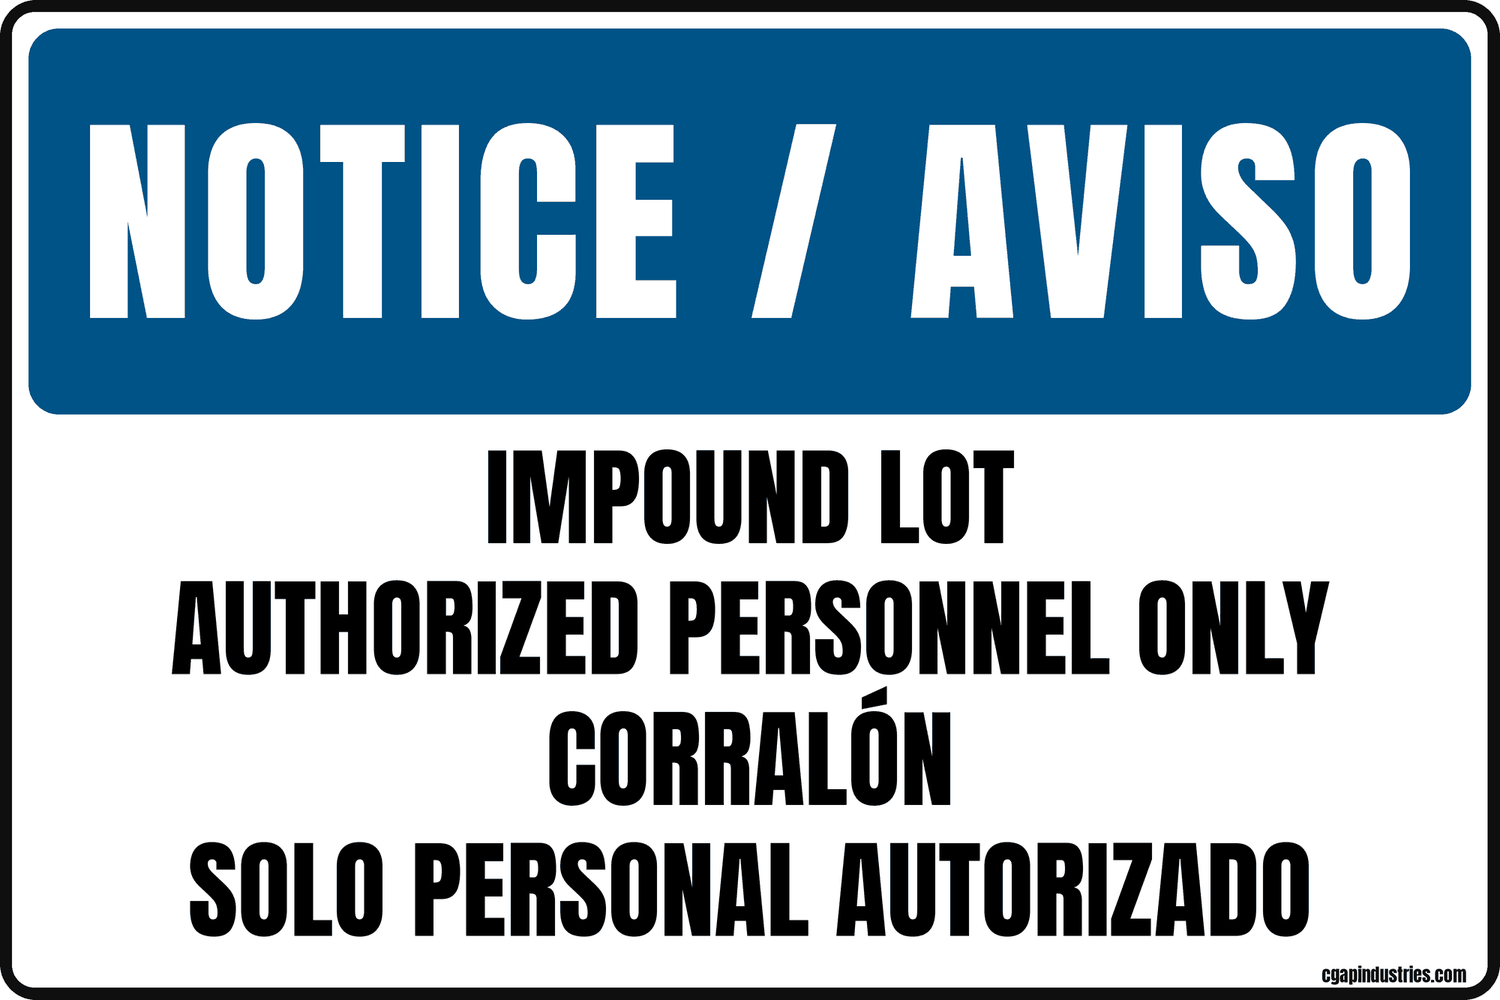 NOTICE / AVISO
IMPOUND LOT
AUTHORIZED PERSONNEL ONLY
CORRALÓN
SOLO PERSONAL AUTORIZADO
cgapindustries.com